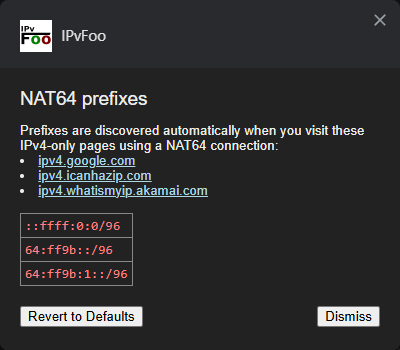 IPv
Foo
IPvFoo
NAT64 prefixes
Prefixes are discovered automatically when you visit these
IPv4-only pages using a NAT64 connection:
• ipv4.google.com
• ipv4.icanhazip.com
• ipv4.whatismyip.akamai.com
::ffff:0:0/96
64:ff9b::/96
64:ff9b:1::/96
Revert to Defaults Dismiss